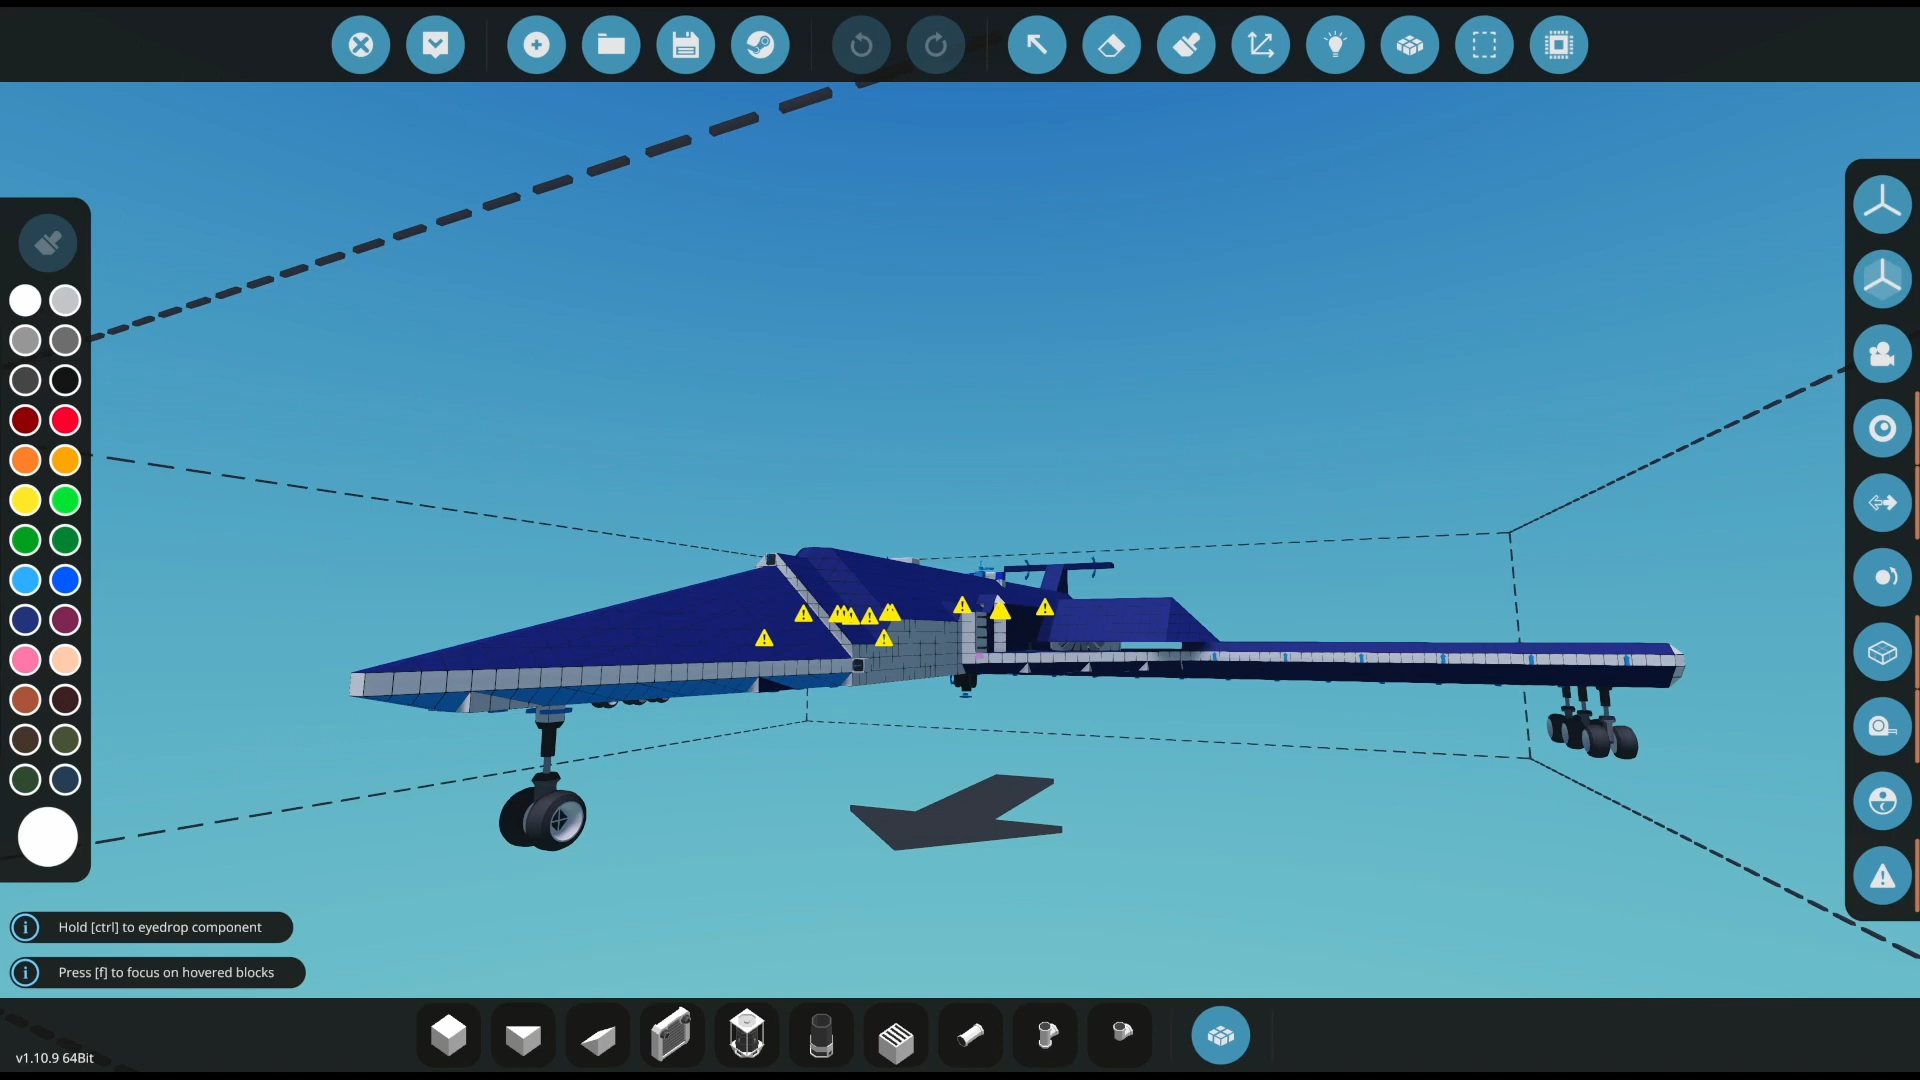 Hold [ctrl] to eyedrop component
Press [f] to focus on hovered blocks
v1.10.9 64Bit